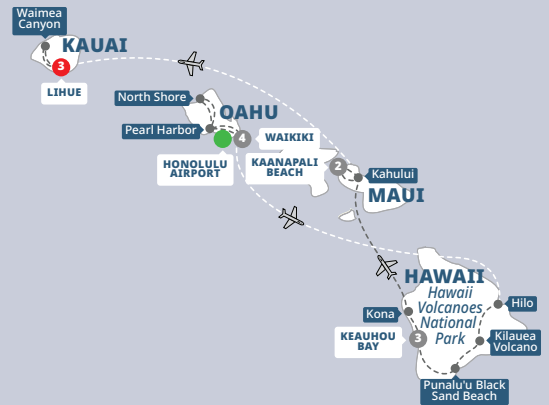 Waimea
Canyon
KAUAI
3
LIHUE
North Shore
OAHU
Pearl Harbor
4
WAIKIKI
HONOLULU
AIRPORT
KAANAPALI
BEACH
2
Kahului
MAUI
HAWAII
Hawaii
Volcanoes
National
Park
Hilo
Kona
KEAUHOU
BAY
3
Kilauea
Volcano
Punalu'u Black
Sand Beach